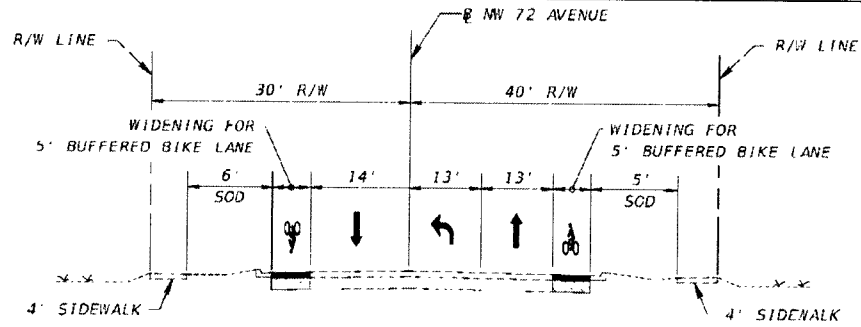 ℄ NW 72 AVENUE
R/W LINE
R/W LINE
30' R/W
40' R/W
WIDENING FOR
5' BUFFERED BIKE LANE
WIDENING FOR
5' BUFFERED BIKE LANE
6'
SOD
14'
13'
13'
5'
SOD
4' SIDEWALK
4' SIDEWALK